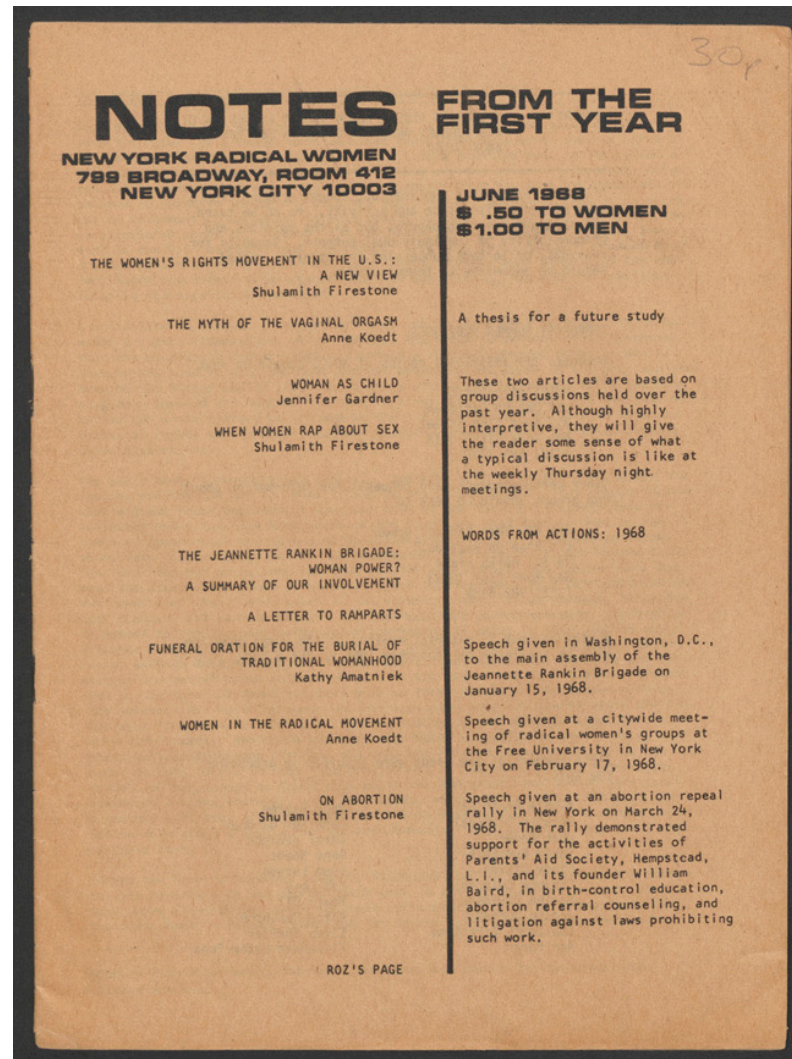 30p.
NOTES
FROM THE
FIRST YEAR
NEW YORK RADICAL WOMEN
799 BROADWAY, ROOM 412
NEW YORK CITY 10003
JUNE 1968
$ .50 TO WOMEN
$1.00 TO MEN
THE WOMEN'S RIGHTS MOVEMENT IN THE U.S.:
A NEW VIEW
Shulamith Firestone
THE MYTH OF THE VAGINAL ORGASM
Anne Koedt
A thesis for a future study
WOMAN AS CHILD
Jennifer Gardner
WHEN WOMEN RAP ABOUT SEX
Shulamith Firestone
These two articles are based on
group discussions held over the
past year. Although highly
interpretive, they will give
the reader some sense of what
a typical discussion is like at
the weekly Thursday night
meetings.
WORDS FROM ACTIONS: 1968
THE JEANNETTE RANKIN BRIGADE:
WOMAN POWER?
A SUMMARY OF OUR INVOLVEMENT
A LETTER TO RAMPARTS
FUNERAL ORATION FOR THE BURIAL OF
TRADITIONAL WOMANHOOD
Kathy Amatniek
Speech given in Washington, D.C.,
to the main assembly of the
Jeannette Rankin Brigade on
January 15, 1968.
WOMEN IN THE RADICAL MOVEMENT
Anne Koedt
Speech given at a citywide meet-
ing of radical women's groups at
the Free University in New York
City on February 17, 1968.
ON ABORTION
Shulamith Firestone
Speech given at an abortion repeal
rally in New York on March 24,
1968. The rally demonstrated
support for the activities of
Parents' Aid Society, Hempstead,
L.I., and its founder William
Baird, in birth-control education,
abortion referral counseling, and
litigation against laws prohibiting
such work.
ROZ'S PAGE